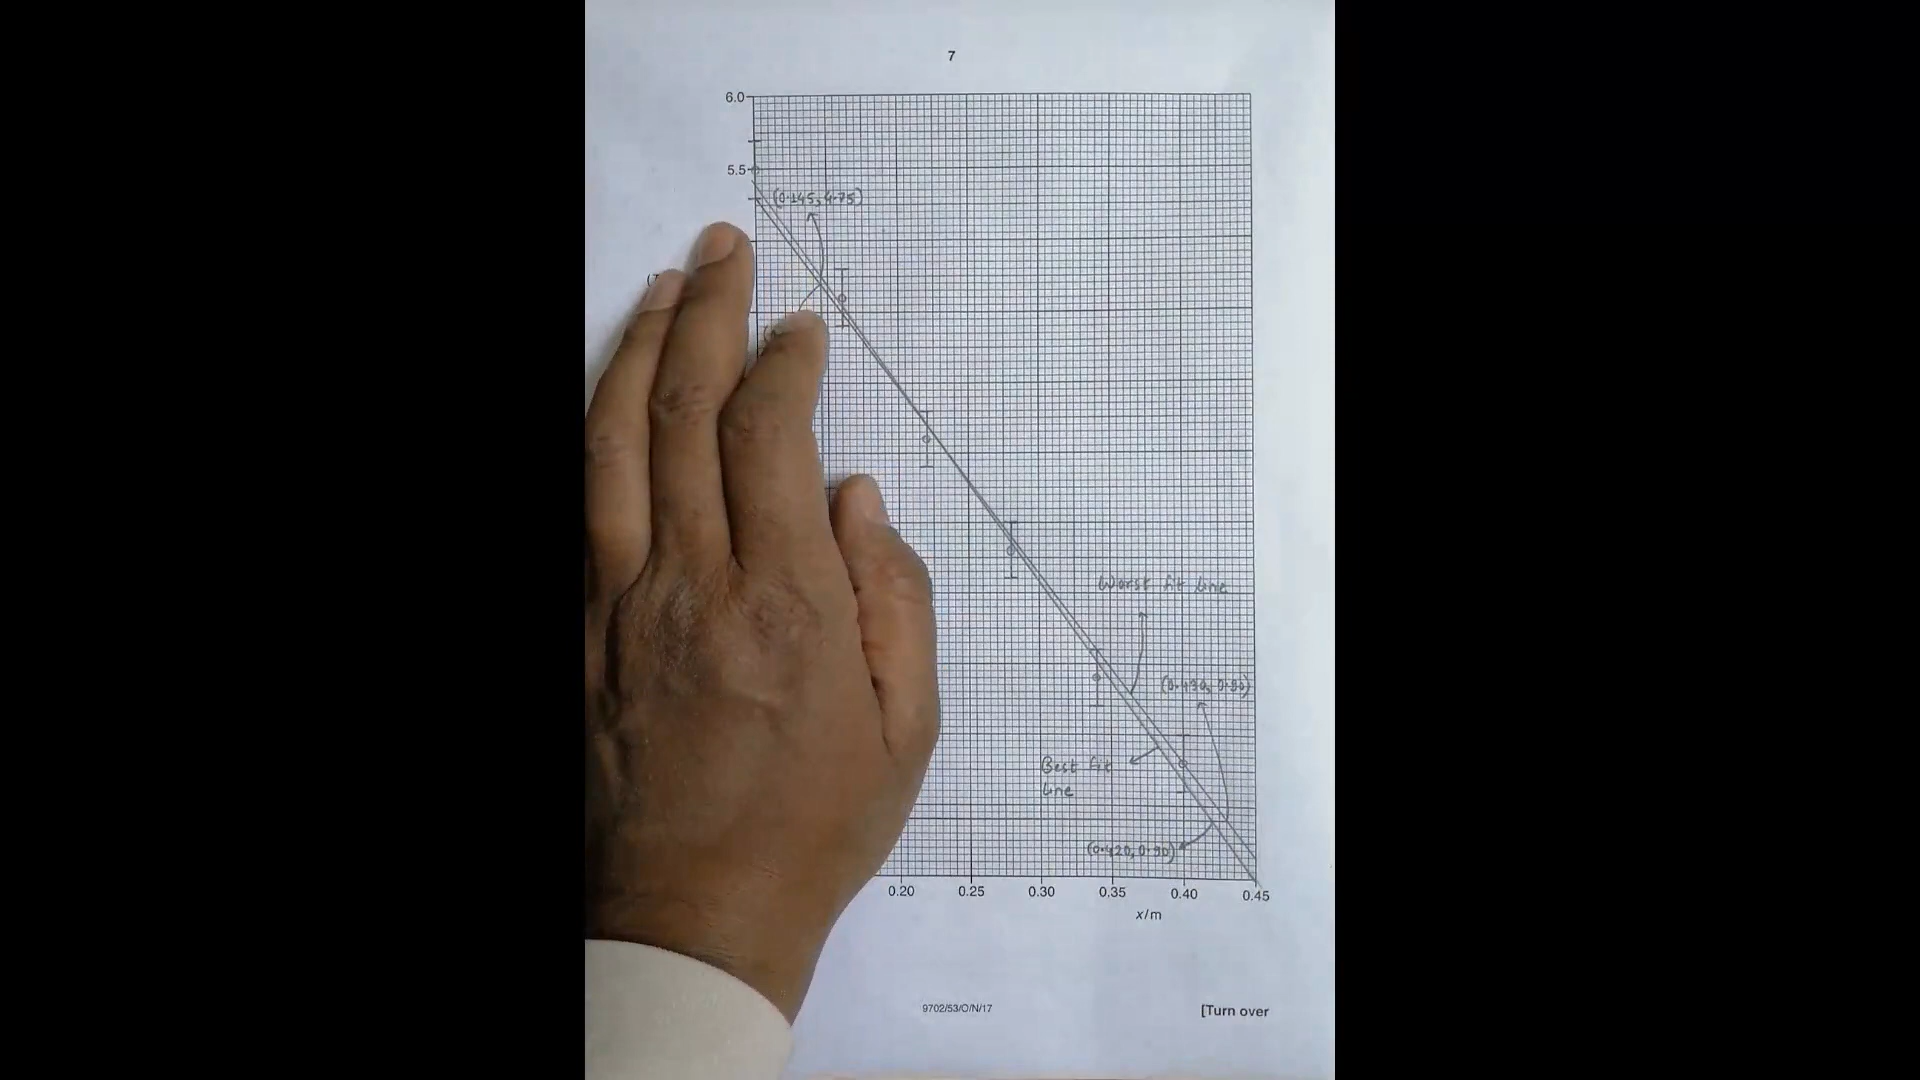 7
6.0
5.5
(0.145, 4.75)
Worst fit line
(0.430, 0.90)
Best fit
line
(0.420, 0.90)
0.20 0.25 0.30 0.35 0.40 0.45
x/m
9702/53/O/N/17
[Turn over